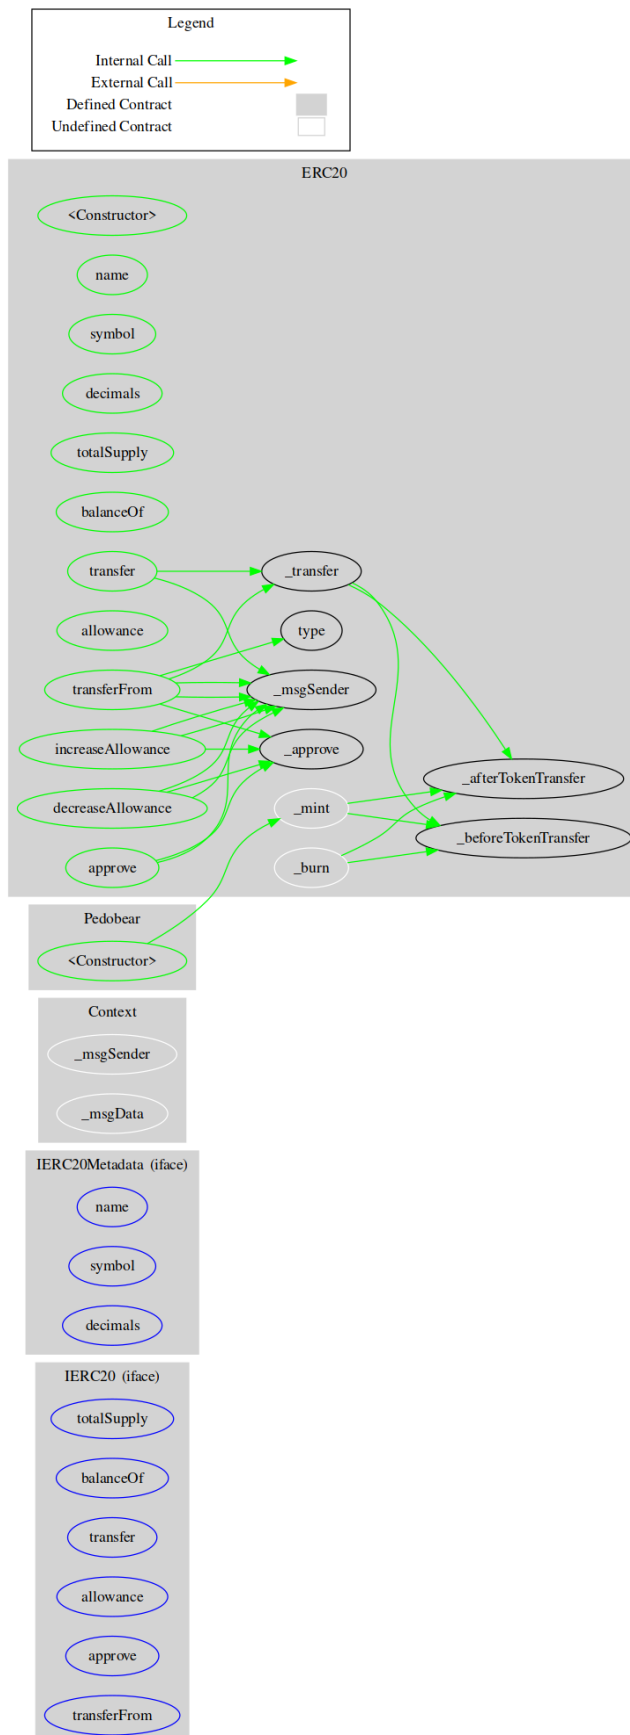 Legend
Internal Call
External Call
Defined Contract
Undefined Contract
ERC20
<Constructor>
name
symbol
decimals
totalSupply
balanceOf
transfer
_transfer
allowance
type
transferFrom
_msgSender
increaseAllowance
_approve
_afterTokenTransfer
decreaseAllowance
_mint
_beforeTokenTransfer
approve
_burn
Pedobear
<Constructor>
Context
_msgSender
_msgData
IERC20Metadata (iface)
name
symbol
decimals
IERC20 (iface)
totalSupply
balanceOf
transfer
allowance
approve
transferFrom